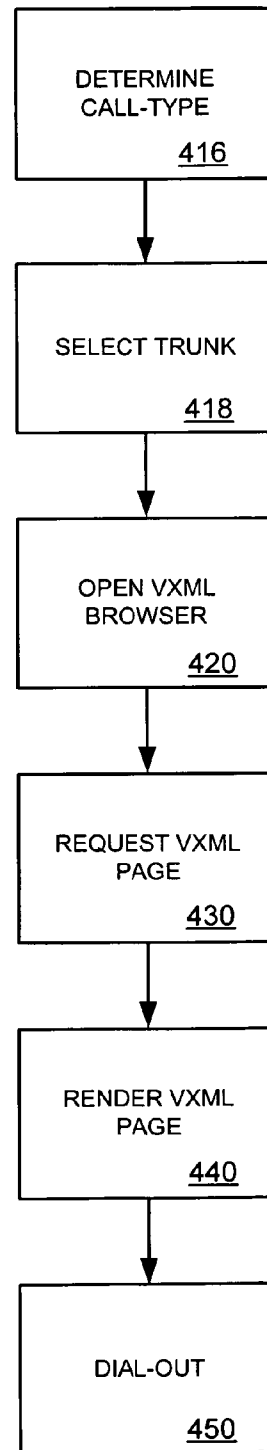 DETERMINE
CALL-TYPE
416
SELECT TRUNK
418
OPEN VXML
BROWSER
420
REQUEST VXML
PAGE
430
RENDER VXML
PAGE
440
DIAL-OUT
450